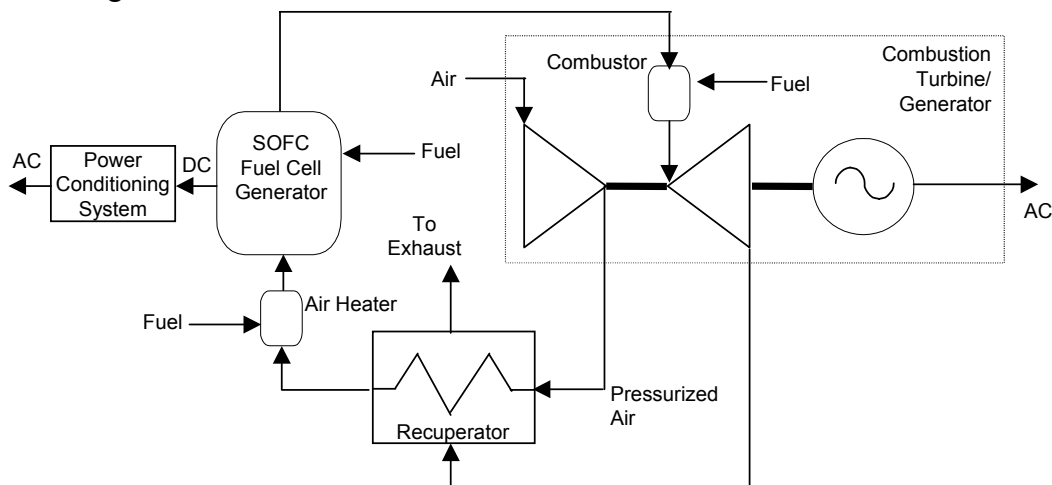 Combustor
Combustion
Turbine/
Generator
Air
Fuel
SOFC
Fuel Cell
Generator
Fuel
AC
Power
Conditioning
System
DC
AC
To
Exhaust
Air Heater
Fuel
Pressurized
Air
Recuperator